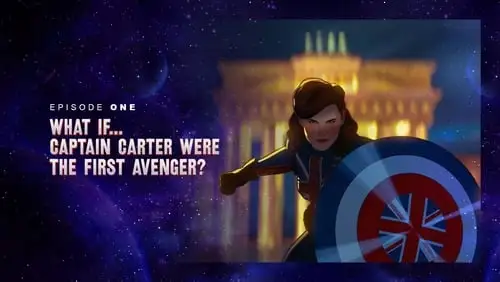 EPISODE ONE
WHAT IF...
CAPTAIN CARTER WERE
THE FIRST AVENGER?